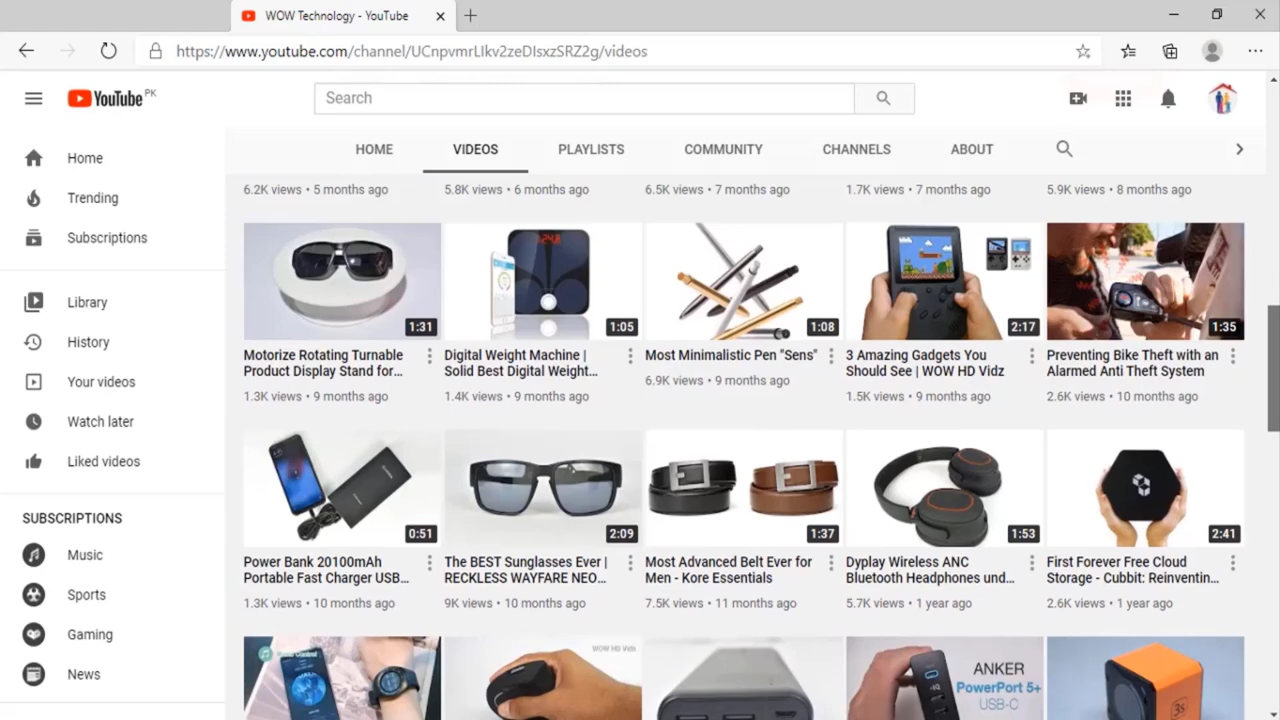 WOW Technology - YouTube
https://www.youtube.com/channel/UCnpvmrLIkv2zeDIsxzSRZ2g/videos
YouTube PK
Search
HOME VIDEOS PLAYLISTS COMMUNITY CHANNELS ABOUT
Home
Trending
Subscriptions
Library
History
Your videos
Watch later
Liked videos
SUBSCRIPTIONS
Music
Sports
Gaming
News
6.2K views • 5 months ago
5.8K views • 6 months ago
6.5K views • 7 months ago
1.7K views • 7 months ago
5.9K views • 8 months ago
1:31
Motorize Rotating Turnable
Product Display Stand for...
1.3K views • 9 months ago
1:05
Digital Weight Machine |
Solid Best Digital Weight...
1.4K views • 9 months ago
1:08
Most Minimalistic Pen "Sens"
6.9K views • 9 months ago
2:17
3 Amazing Gadgets You
Should See | WOW HD Vidz
1.5K views • 9 months ago
1:35
Preventing Bike Theft with an
Alarmed Anti Theft System
2.6K views • 10 months ago
0:51
Power Bank 20100mAh
Portable Fast Charger USB...
1.3K views • 10 months ago
2:09
The BEST Sunglasses Ever |
RECKLESS WAYFARE NEO...
9K views • 10 months ago
1:37
Most Advanced Belt Ever for
Men - Kore Essentials
7.5K views • 11 months ago
1:53
Dyplay Wireless ANC
Bluetooth Headphones und...
5.7K views • 1 year ago
2:41
First Forever Free Cloud
Storage - Cubbit: Reinventin...
2.6K views • 1 year ago
WOW HD Vids
ANKER
PowerPort 5+
USB-C